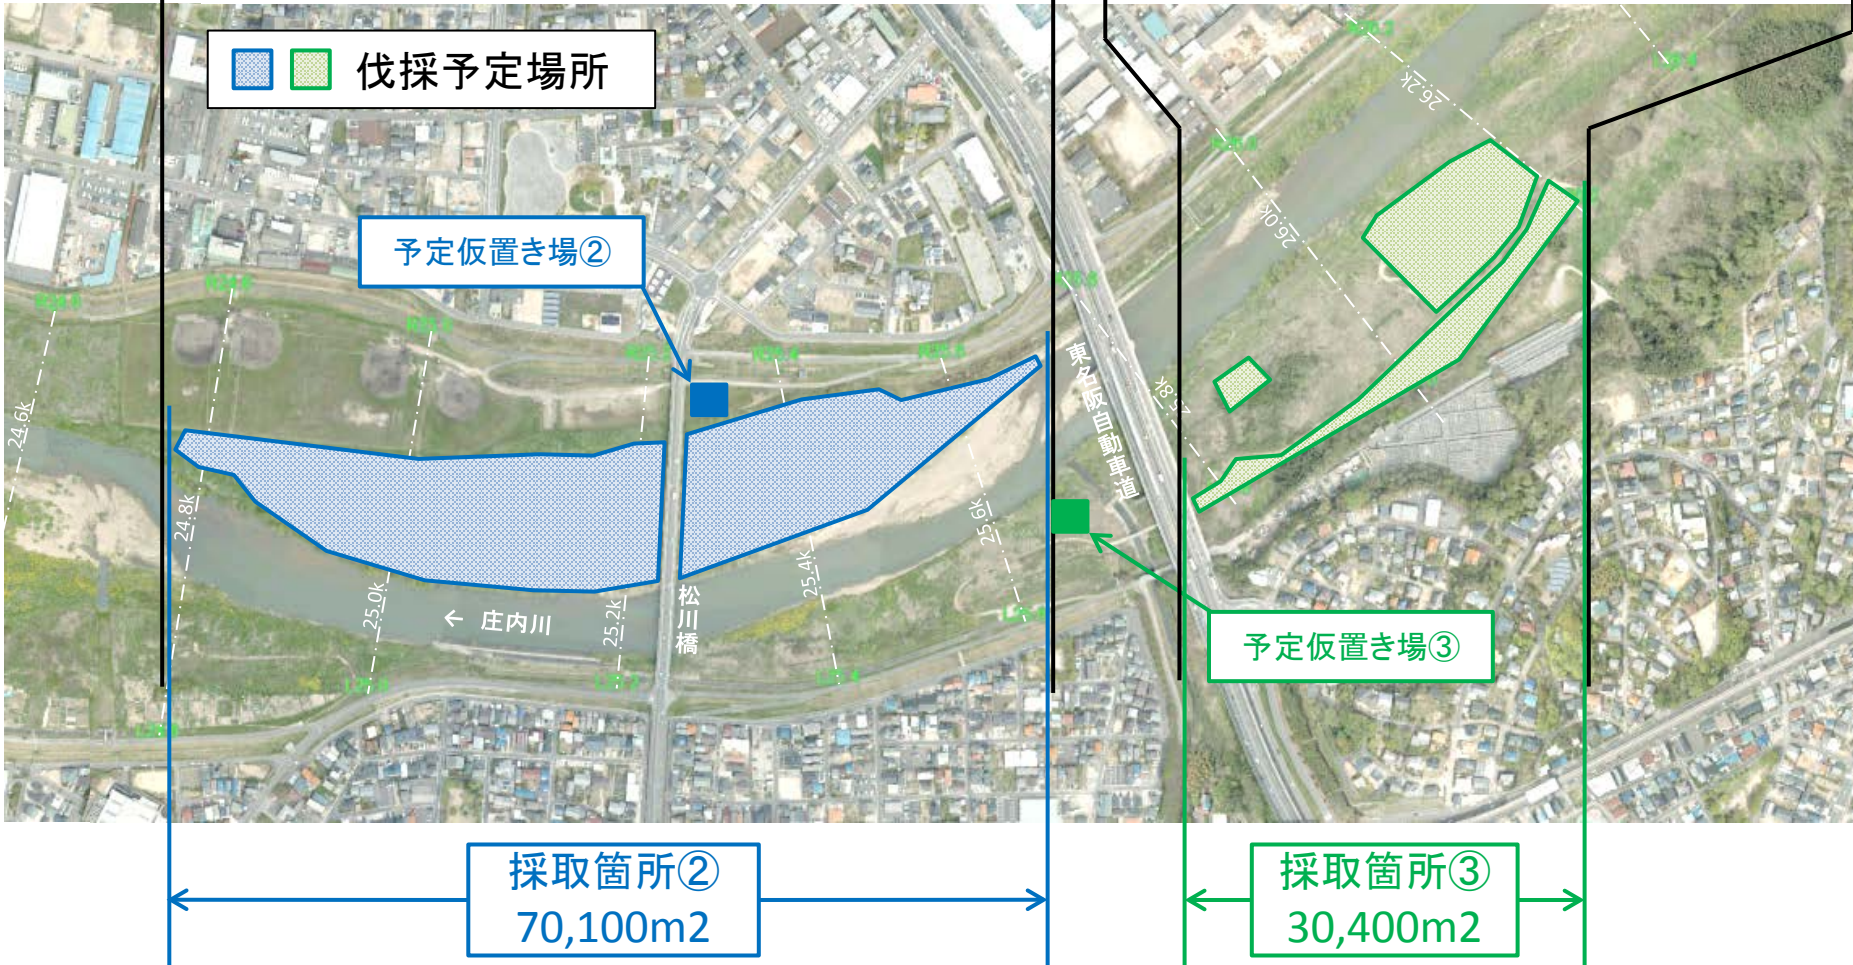 伐採予定場所
予定仮置き場②
24.6k
24.8k
25.0k
25.2k
25.4k
25.6k
25.8k
26.0k
26.2k
← 庄内川
松川橋
東名阪自動車道
予定仮置き場③
採取箇所②
70,100m2
採取箇所③
30,400m2